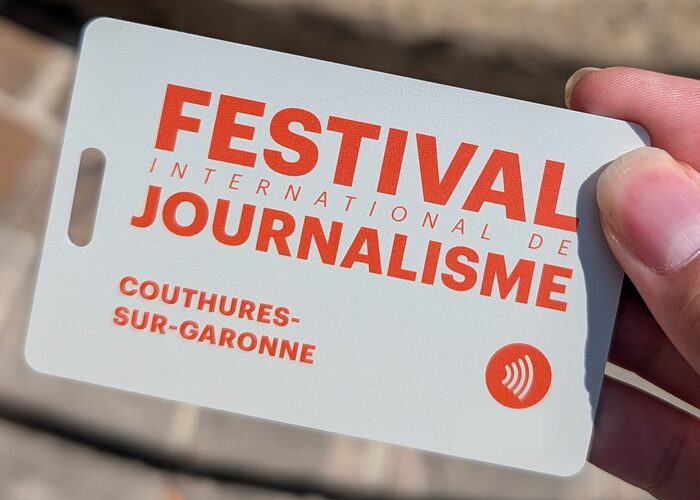 FESTIVAL
INTERNATIONAL DE
JOURNALISME
COUTHURES-
SUR-GARONNE